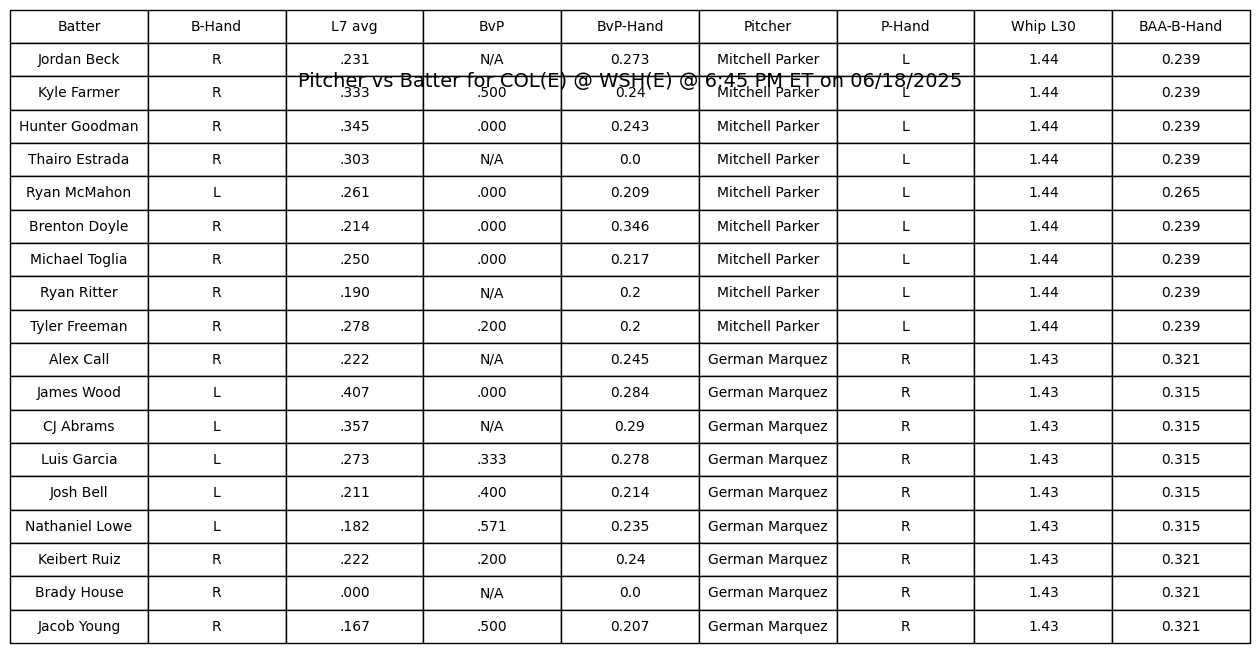 Batter B-Hand L7 avg BvP BvP-Hand Pitcher P-Hand Whip L30 BAA-B-Hand
Jordan Beck R .231 N/A 0.273 Mitchell Parker L 1.44 0.239
Pitcher vs Batter for COL(E) @ WSH(E) @ 6:45 PM ET on 06/18/2025
Kyle Farmer R .333 .500 0.24 Mitchell Parker L 1.44 0.239
Hunter Goodman R .345 .000 0.243 Mitchell Parker L 1.44 0.239
Thairo Estrada R .303 N/A 0.0 Mitchell Parker L 1.44 0.239
Ryan McMahon L .261 .000 0.209 Mitchell Parker L 1.44 0.265
Brenton Doyle R .214 .000 0.346 Mitchell Parker L 1.44 0.239
Michael Toglia R .250 .000 0.217 Mitchell Parker L 1.44 0.239
Ryan Ritter R .190 N/A 0.2 Mitchell Parker L 1.44 0.239
Tyler Freeman R .278 .200 0.2 Mitchell Parker L 1.44 0.239
Alex Call R .222 N/A 0.245 German Marquez R 1.43 0.321
James Wood L .407 .000 0.284 German Marquez R 1.43 0.315
CJ Abrams L .357 N/A 0.29 German Marquez R 1.43 0.315
Luis Garcia L .273 .333 0.278 German Marquez R 1.43 0.315
Josh Bell L .211 .400 0.214 German Marquez R 1.43 0.315
Nathaniel Lowe L .182 .571 0.235 German Marquez R 1.43 0.315
Keibert Ruiz R .222 .200 0.24 German Marquez R 1.43 0.321
Brady House R .000 N/A 0.0 German Marquez R 1.43 0.321
Jacob Young R .167 .500 0.207 German Marquez R 1.43 0.321